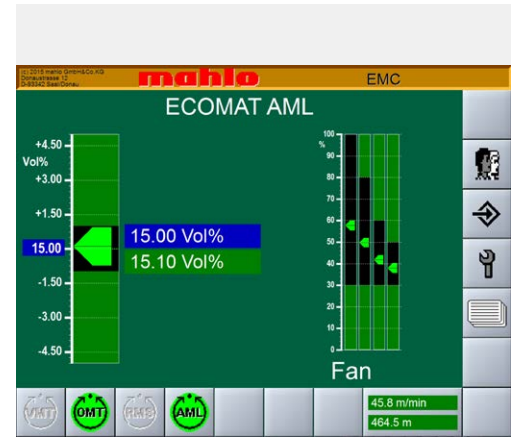 (c) 2015 mahlo GmbH&Co.KG
Donaustrasse 12
D-93342 Saal/Donau
mahlo
EMC
ECOMAT AML
+4.50
Vol%
+3.00
+1.50
15.00
-1.50
-3.00
-4.50
15.00 Vol%
15.10 Vol%
100
%
90
80
70
60
50
40
30
20
10
0
Fan
VMT
OMT
RMS
AML
45.8 m/min
464.5 m